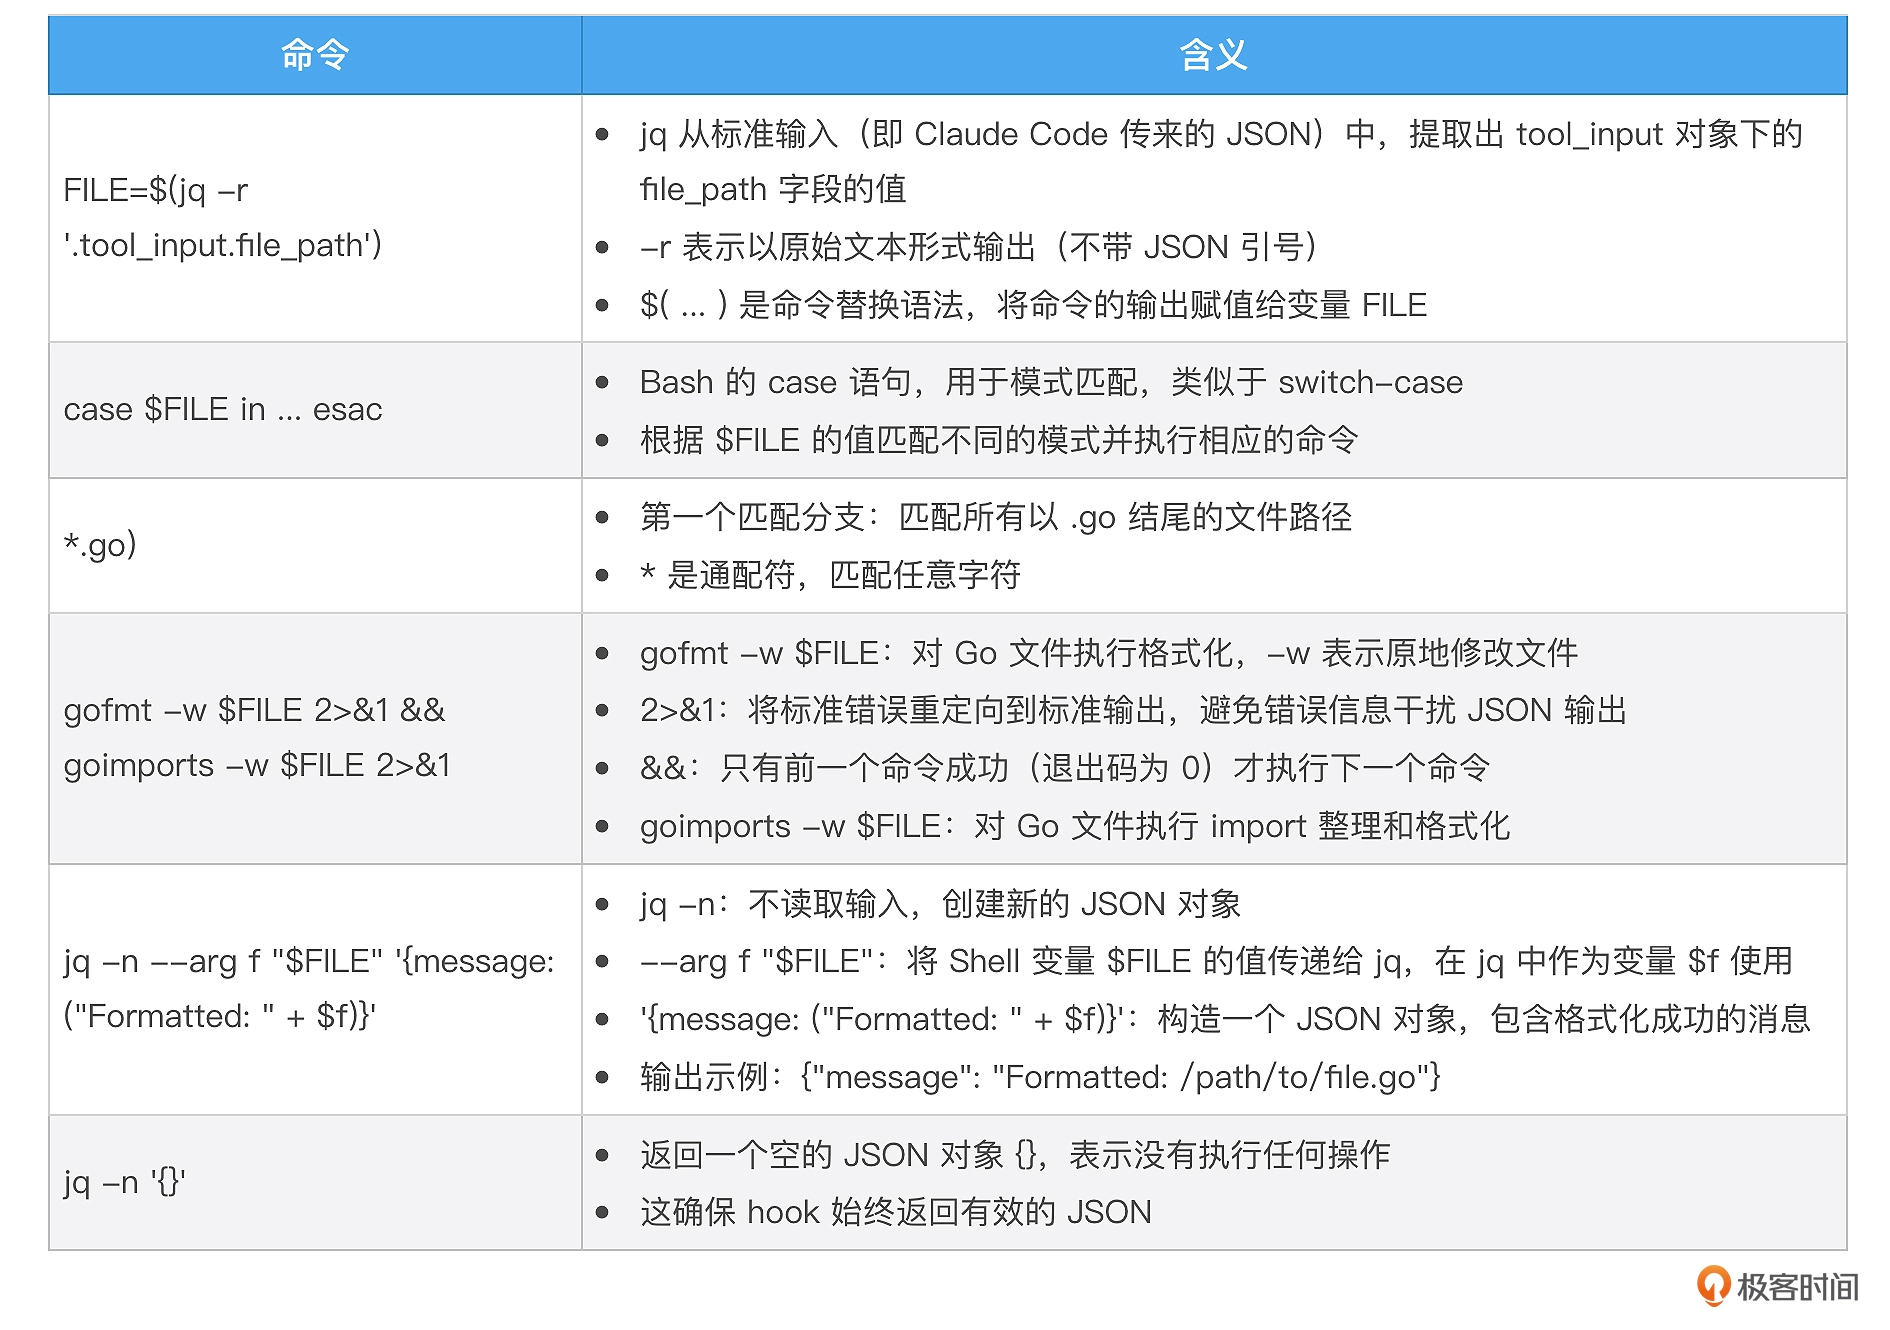 命令
含义
FILE=$(jq -r
'.tool_input.file_path')
• jq 从标准输入（即 Claude Code 传来的 JSON）中，提取出 tool_input 对象下的
file_path 字段的值
• -r 表示以原始文本形式输出（不带 JSON 引号）
• $( ... ) 是命令替换语法，将命令的输出赋值给变量 FILE
case $FILE in ... esac
• Bash 的 case 语句，用于模式匹配，类似于 switch-case
• 根据 $FILE 的值匹配不同的模式并执行相应的命令
*.go)
• 第一个匹配分支：匹配所有以 .go 结尾的文件路径
• * 是通配符，匹配任意字符
gofmt -w $FILE 2>&1 &&
goimports -w $FILE 2>&1
• gofmt -w $FILE：对 Go 文件执行格式化，-w 表示原地修改文件
• 2>&1：将标准错误重定向到标准输出，避免错误信息干扰 JSON 输出
• &&：只有前一个命令成功（退出码为 0）才执行下一个命令
• goimports -w $FILE：对 Go 文件执行 import 整理和格式化
jq -n --arg f "$FILE" '{message:
("Formatted: " + $f)}'
• jq -n：不读取输入，创建新的 JSON 对象
• --arg f "$FILE"：将 Shell 变量 $FILE 的值传递给 jq，在 jq 中作为变量 $f 使用
• '{message: ("Formatted: " + $f)}'：构造一个 JSON 对象，包含格式化成功的消息
• 输出示例：{"message": "Formatted: /path/to/file.go"}
jq -n '{}'
• 返回一个空的 JSON 对象 {}，表示没有执行任何操作
• 这确保 hook 始终返回有效的 JSON
极客时间